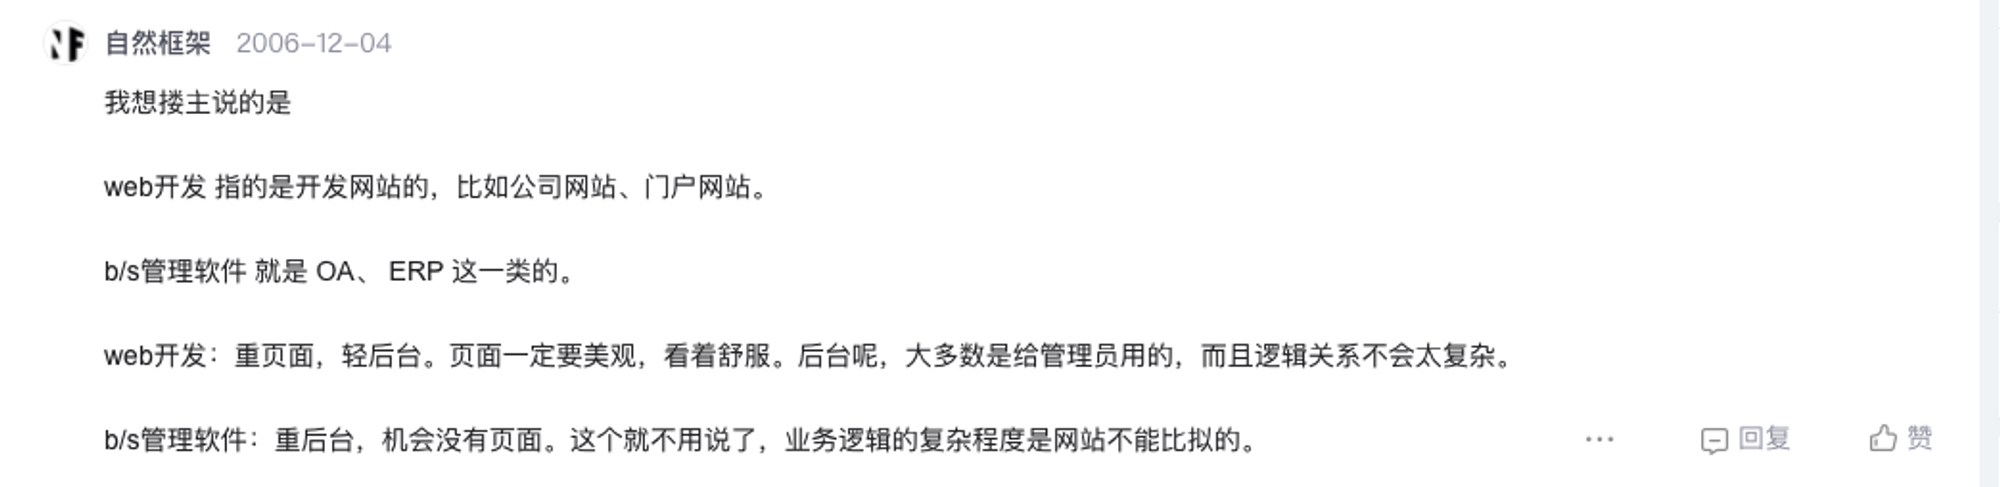 NF 自然框架 2006-12-04
我想搂主说的是
web开发 指的是开发网站的，比如公司网站、门户网站。
b/s管理软件 就是 OA、 ERP 这一类的。
web开发：重页面，轻后台。页面一定要美观，看着舒服。后台呢，大多数是给管理员用的，而且逻辑关系不会太复杂。
b/s管理软件：重后台，机会没有页面。这个就不用说了，业务逻辑的复杂程度是网站不能比拟的。 ... 回复 赞